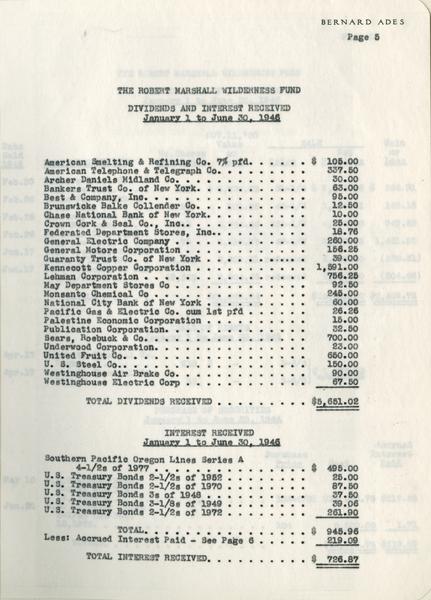 BERNARD ADES
Page 5
THE ROBERT MARSHALL WILDERNESS FUND
DIVIDENDS AND INTEREST RECEIVED
January 1 to June 30, 1946
American Smelting & Refining Co. 7% pfd. . . . . . . $ 105.00
American Telephone & Telegraph Co. . . . . . . . . 337.50
Archer Daniels Midland Co. . . . . . . . . . . . 30.00
Bankers Trust Co. of New York. . . . . . . . . . 63.00
Best & Company, Inc. . . . . . . . . . . . . . 95.00
Brunswicke Balke Collender Co. . . . . . . . . . 12.50
Chase National Bank of New York. . . . . . . . . 10.00
Crown Cork & Seal Co., Inc. . . . . . . . . . . 25.00
Federated Department Stores, Inc. . . . . . . . . 18.76
General Electric Company . . . . . . . . . . . 260.00
General Motors Corporation . . . . . . . . . . 156.25
Guaranty Trust Co. of New York . . . . . . . . . 39.00
Kennecott Copper Corporation . . . . . . . . . 1,591.00
Lehman Corporation . . . . . . . . . . . . . 756.25
May Department Stores Co . . . . . . . . . . . 92.50
Monsanto Chemical Co. . . . . . . . . . . . . 245.00
National City Bank of New York . . . . . . . . . 60.00
Pacific Gas & Electric Co. cum 1st pfd . . . . . . 26.26
Palestine Economic Corporation . . . . . . . . . 15.00
Publication Corporation. . . . . . . . . . . . 32.50
Sears, Roebuck & Co. . . . . . . . . . . . . . 700.00
Underwood Corporation. . . . . . . . . . . . . 23.00
United Fruit Co. . . . . . . . . . . . . . . 650.00
U. S. Steel Co. . . . . . . . . . . . . . . . 150.00
Westinghouse Air Brake Co. . . . . . . . . . . 90.00
Westinghouse Electric Corp . . . . . . . . . . 67.50
TOTAL DIVIDENDS RECEIVED . . . . . . . . . $5,651.02
INTEREST RECEIVED
January 1 to June 30, 1946
Southern Pacific Oregon Lines Series A
4-1/2s of 1977 . . . . . . . . . . . . . . $ 495.00
U.S. Treasury Bonds 2-1/2s of 1952 . . . . . . . . 25.00
U.S. Treasury Bonds 2-1/2s of 1970 . . . . . . . . 87.50
U.S. Treasury Bonds 3s of 1948 . . . . . . . . . 37.50
U.S. Treasury Bonds 3-1/8s of 1949 . . . . . . . . 39.06
U.S. Treasury Bonds 2-1/2s of 1972 . . . . . . . . 261.90
TOTAL. . . . . . . . . . . . . . . $ 945.96
Less: Accrued Interest Paid - See Page 6 . . . . . . 219.09
TOTAL INTEREST RECEIVED. . . . . . . . . $ 726.87